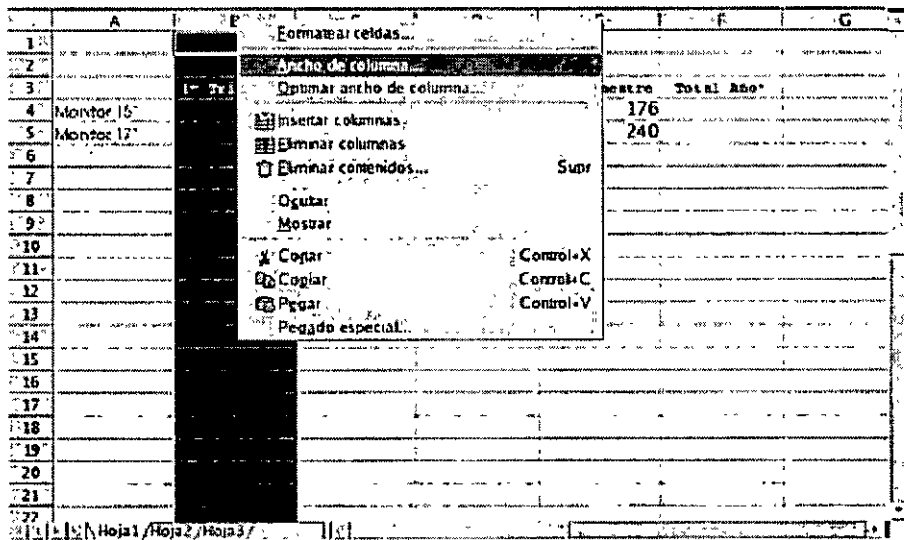 A
F G
1
Formatear celdas...
2
Ancho de columna...
3 Optimar ancho de columna... Total Año"
4 Monitor 15" 176
5 Monitor 17" Insertar columnas 240
6 Eliminar columnas
7 Eliminar contenidos... Supr
8 Ocultar
9 Mostrar
10
11 Cortar Control+X
12 Copiar Control+C
13 Pegar Control+V
14 Pegado especial...
15
16
17
18
19
20
21
22
Hoja1 / Hoja2 / Hoja3 /